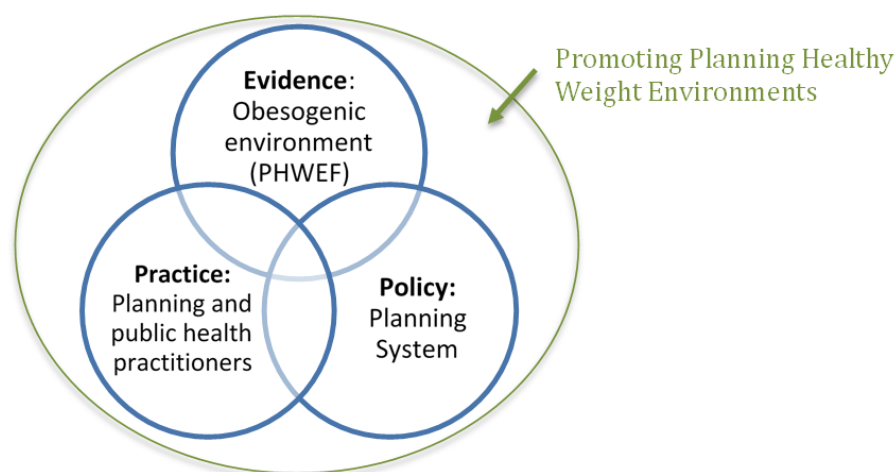 Evidence:
Obesogenic
environment
(PHWEF)
Promoting Planning Healthy
Weight Environments
Practice:
Planning and
public health
practitioners
Policy:
Planning
System